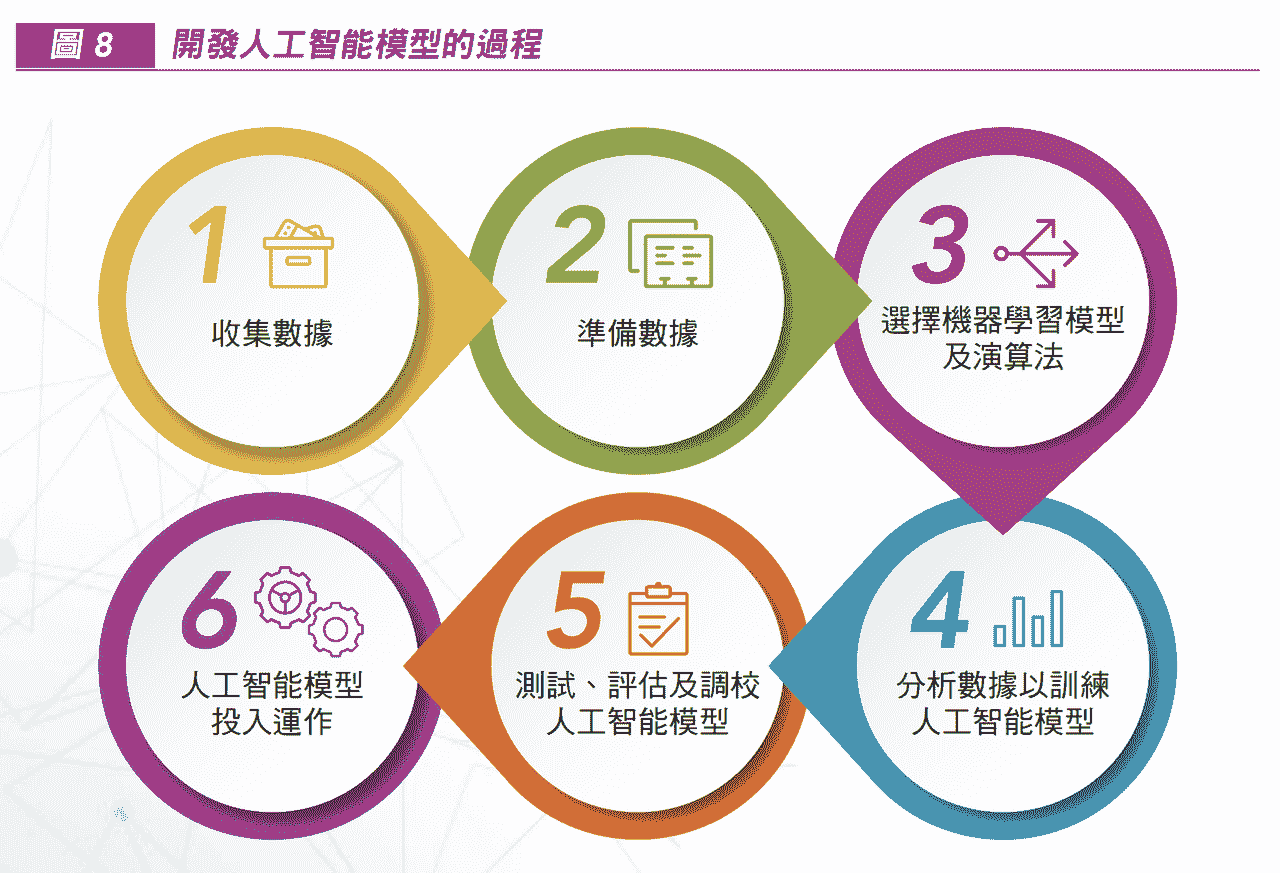 圖 8 開發人工智能模型的過程
1
收集數據
2
準備數據
3
選擇機器學習模型
及演算法
4
分析數據以訓練
人工智能模型
5
測試、評估及調校
人工智能模型
6
人工智能模型
投入運作